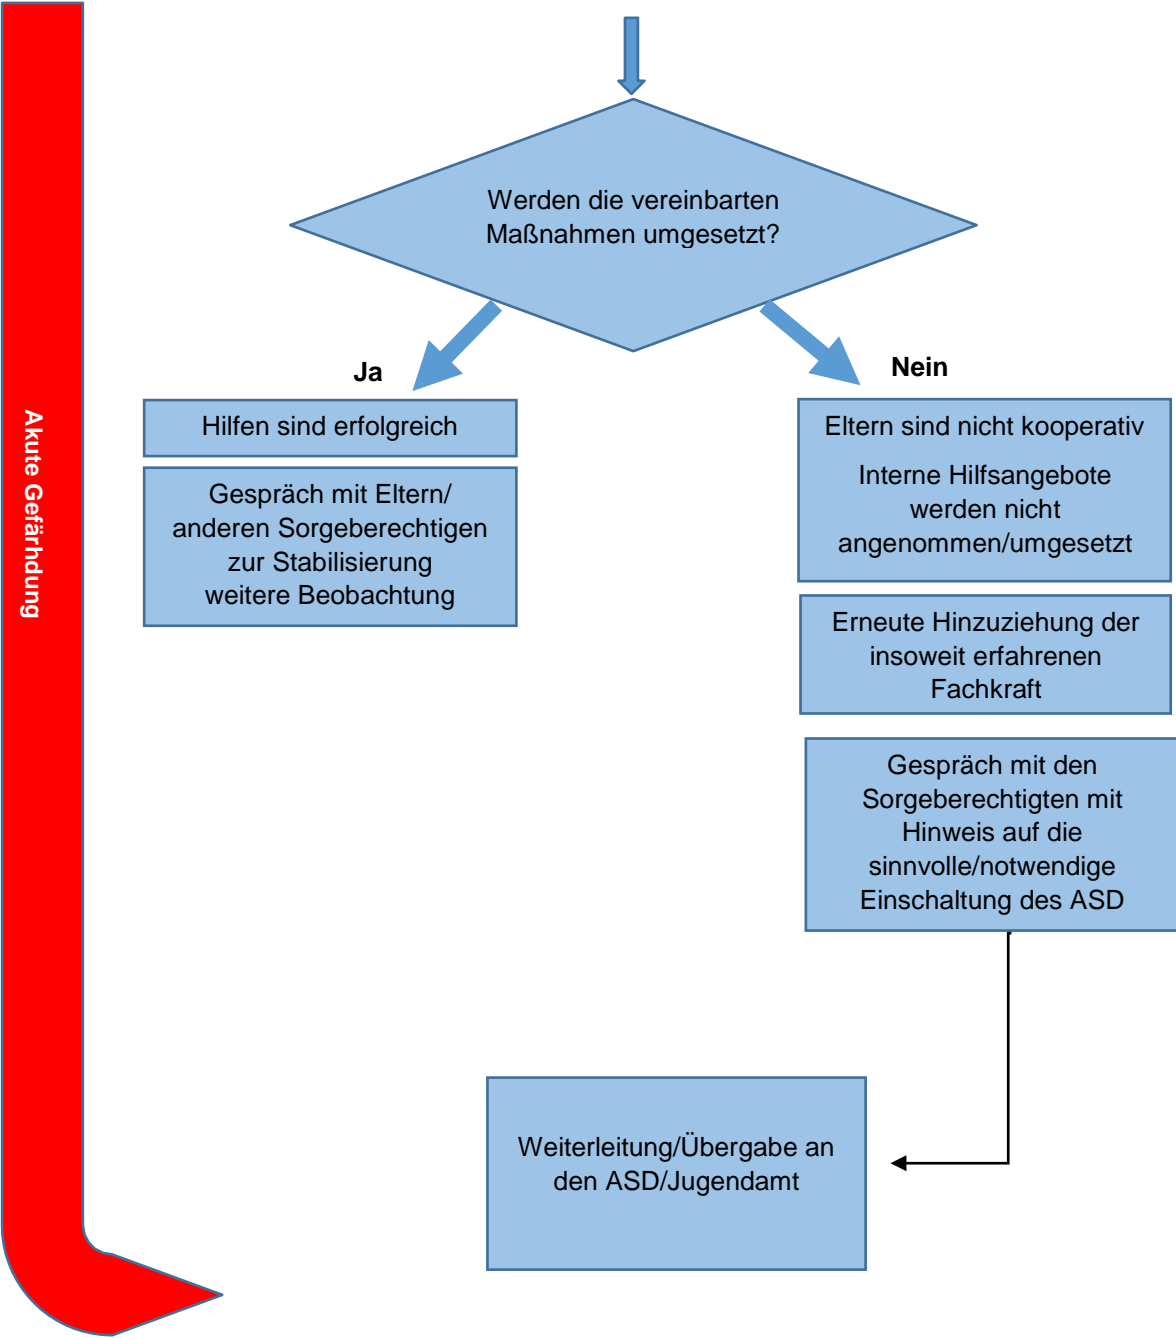 Werden die vereinbarten
Maßnahmen umgesetzt?
Ja
Nein
Hilfen sind erfolgreich
Gespräch mit Eltern/
anderen Sorgeberechtigen
zur Stabilisierung
weitere Beobachtung
Eltern sind nicht kooperativ
Interne Hilfsangebote
werden nicht
angenommen/umgesetzt
Erneute Hinzuziehung der
insoweit erfahrenen
Fachkraft
Gespräch mit den
Sorgeberechtigten mit
Hinweis auf die
sinnvolle/notwendige
Einschaltung des ASD
Weiterleitung/Übergabe an
den ASD/Jugendamt
Akute Gefärhdung